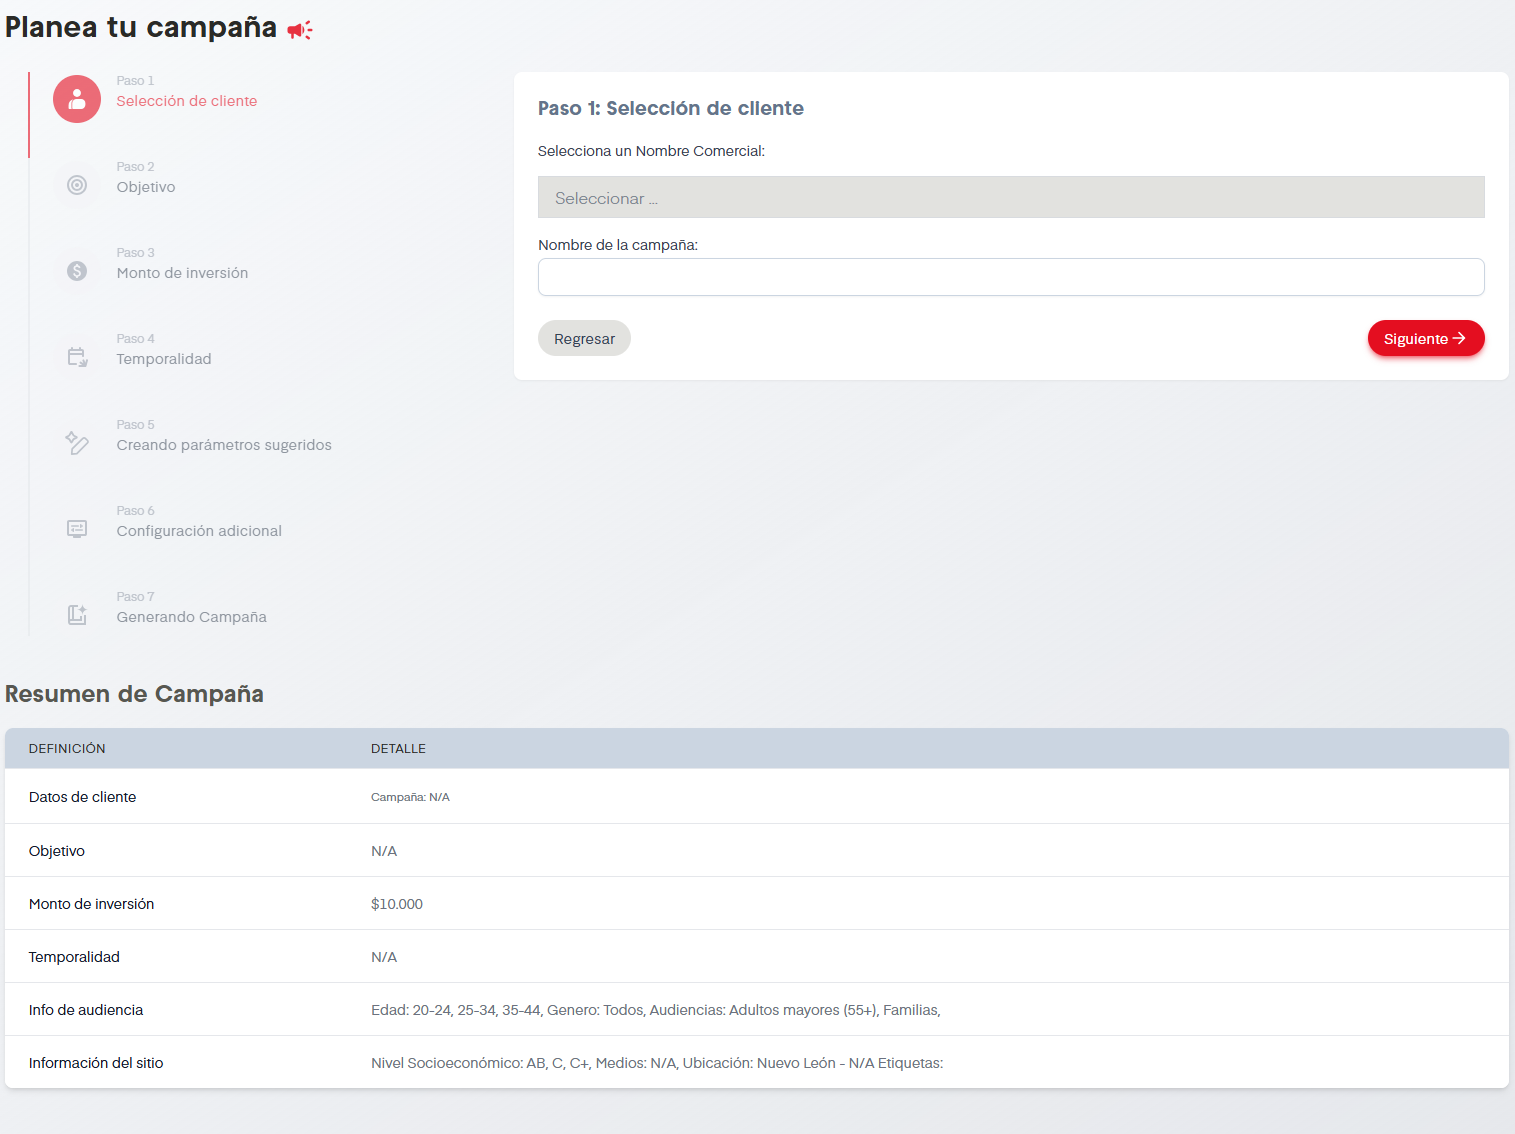 Planea tu campaña
Paso 1
Selección de cliente
Paso 2
Objetivo
Paso 3
Monto de inversión
Paso 4
Temporalidad
Paso 5
Creando parámetros sugeridos
Paso 6
Configuración adicional
Paso 7
Generando Campaña
Paso 1: Selección de cliente
Selecciona un Nombre Comercial:
Seleccionar ...
Nombre de la campaña:
Regresar
Siguiente
Resumen de Campaña
DEFINICIÓN DETALLE
Datos de cliente Campaña: N/A
Objetivo N/A
Monto de inversión $10.000
Temporalidad N/A
Info de audiencia Edad: 20-24, 25-34, 35-44, Genero: Todos, Audiencias: Adultos mayores (55+), Familias,
Información del sitio Nivel Socioeconómico: AB, C, C+, Medios: N/A, Ubicación: Nuevo León - N/A Etiquetas: